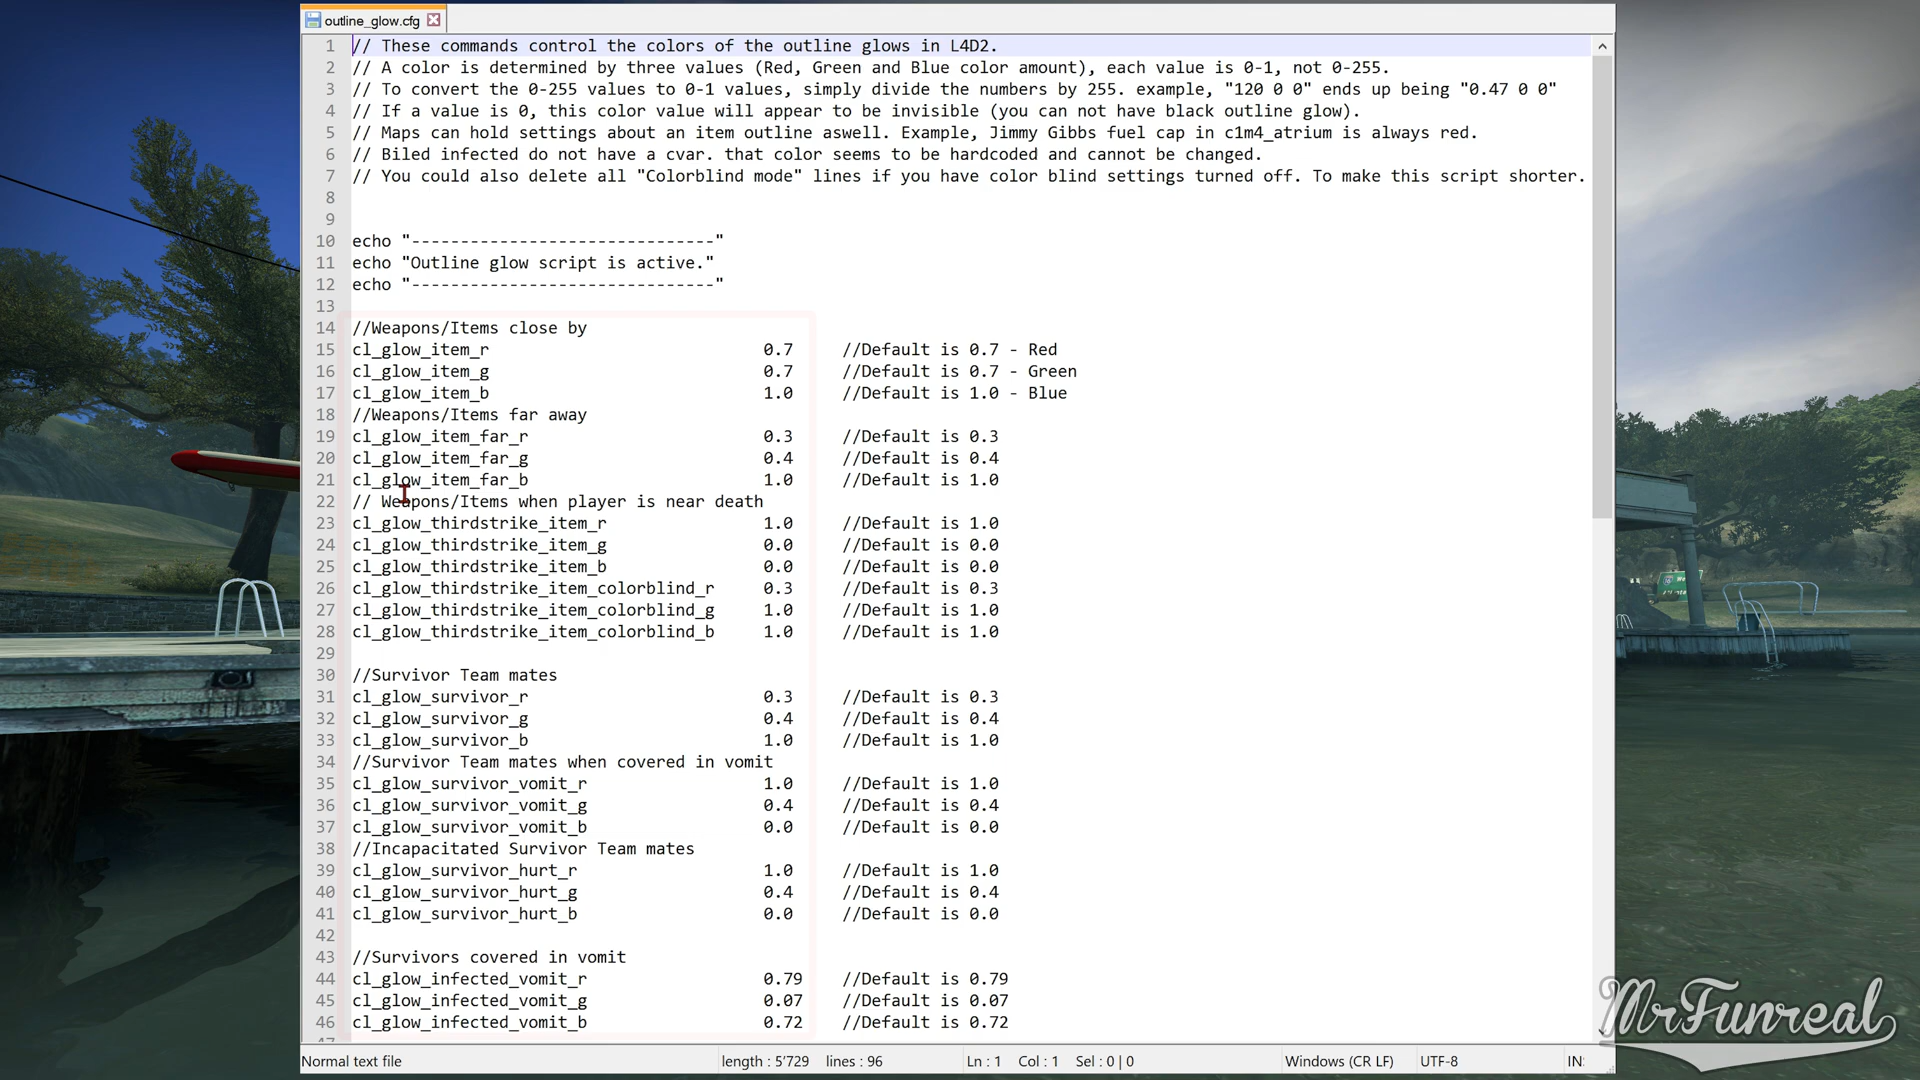 outline_glow.cfg
1 // These commands control the colors of the outline glows in L4D2.
2 // A color is determined by three values (Red, Green and Blue color amount), each value is 0-1, not 0-255.
3 // To convert the 0-255 values to 0-1 values, simply divide the numbers by 255. example, "120 0 0" ends up being "0.47 0 0"
4 // If a value is 0, this color value will appear to be invisible (you can not have black outline glow).
5 // Maps can hold settings about an item outline aswell. Example, Jimmy Gibbs fuel cap in c1m4_atrium is always red.
6 // Biled infected do not have a cvar. that color seems to be hardcoded and cannot be changed.
7 // You could also delete all "Colorblind mode" lines if you have color blind settings turned off. To make this script shorter.
8
9
10 echo "-------------------------------"
11 echo "Outline glow script is active."
12 echo "-------------------------------"
13
14 //Weapons/Items close by
15 cl_glow_item_r 0.7 //Default is 0.7 - Red
16 cl_glow_item_g 0.7 //Default is 0.7 - Green
17 cl_glow_item_b 1.0 //Default is 1.0 - Blue
18 //Weapons/Items far away
19 cl_glow_item_far_r 0.3 //Default is 0.3
20 cl_glow_item_far_g 0.4 //Default is 0.4
21 cl_glow_item_far_b 1.0 //Default is 1.0
22 // Weapons/Items when player is near death
23 cl_glow_thirdstrike_item_r 1.0 //Default is 1.0
24 cl_glow_thirdstrike_item_g 0.0 //Default is 0.0
25 cl_glow_thirdstrike_item_b 0.0 //Default is 0.0
26 cl_glow_thirdstrike_item_colorblind_r 0.3 //Default is 0.3
27 cl_glow_thirdstrike_item_colorblind_g 1.0 //Default is 1.0
28 cl_glow_thirdstrike_item_colorblind_b 1.0 //Default is 1.0
29
30 //Survivor Team mates
31 cl_glow_survivor_r 0.3 //Default is 0.3
32 cl_glow_survivor_g 0.4 //Default is 0.4
33 cl_glow_survivor_b 1.0 //Default is 1.0
34 //Survivor Team mates when covered in vomit
35 cl_glow_survivor_vomit_r 1.0 //Default is 1.0
36 cl_glow_survivor_vomit_g 0.4 //Default is 0.4
37 cl_glow_survivor_vomit_b 0.0 //Default is 0.0
38 //Incapacitated Survivor Team mates
39 cl_glow_survivor_hurt_r 1.0 //Default is 1.0
40 cl_glow_survivor_hurt_g 0.4 //Default is 0.4
41 cl_glow_survivor_hurt_b 0.0 //Default is 0.0
42
43 //Survivors covered in vomit
44 cl_glow_infected_vomit_r 0.79 //Default is 0.79
45 cl_glow_infected_vomit_g 0.07 //Default is 0.07
46 cl_glow_infected_vomit_b 0.72 //Default is 0.72
Normal text file length : 5'729 lines : 96 Ln : 1 Col : 1 Sel : 0 | 0 Windows (CR LF) UTF-8 IN
MrFunreal